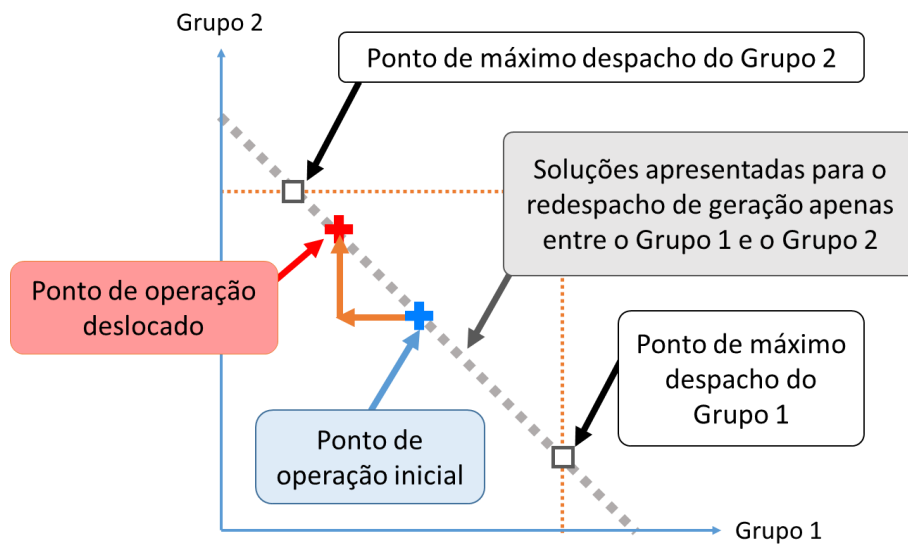 Grupo 2
Ponto de máximo despacho do Grupo 2
Soluções apresentadas para o
redespacho de geração apenas
entre o Grupo 1 e o Grupo 2
Ponto de operação
deslocado
Ponto de máximo
despacho do
Grupo 1
Ponto de
operação inicial
Grupo 1